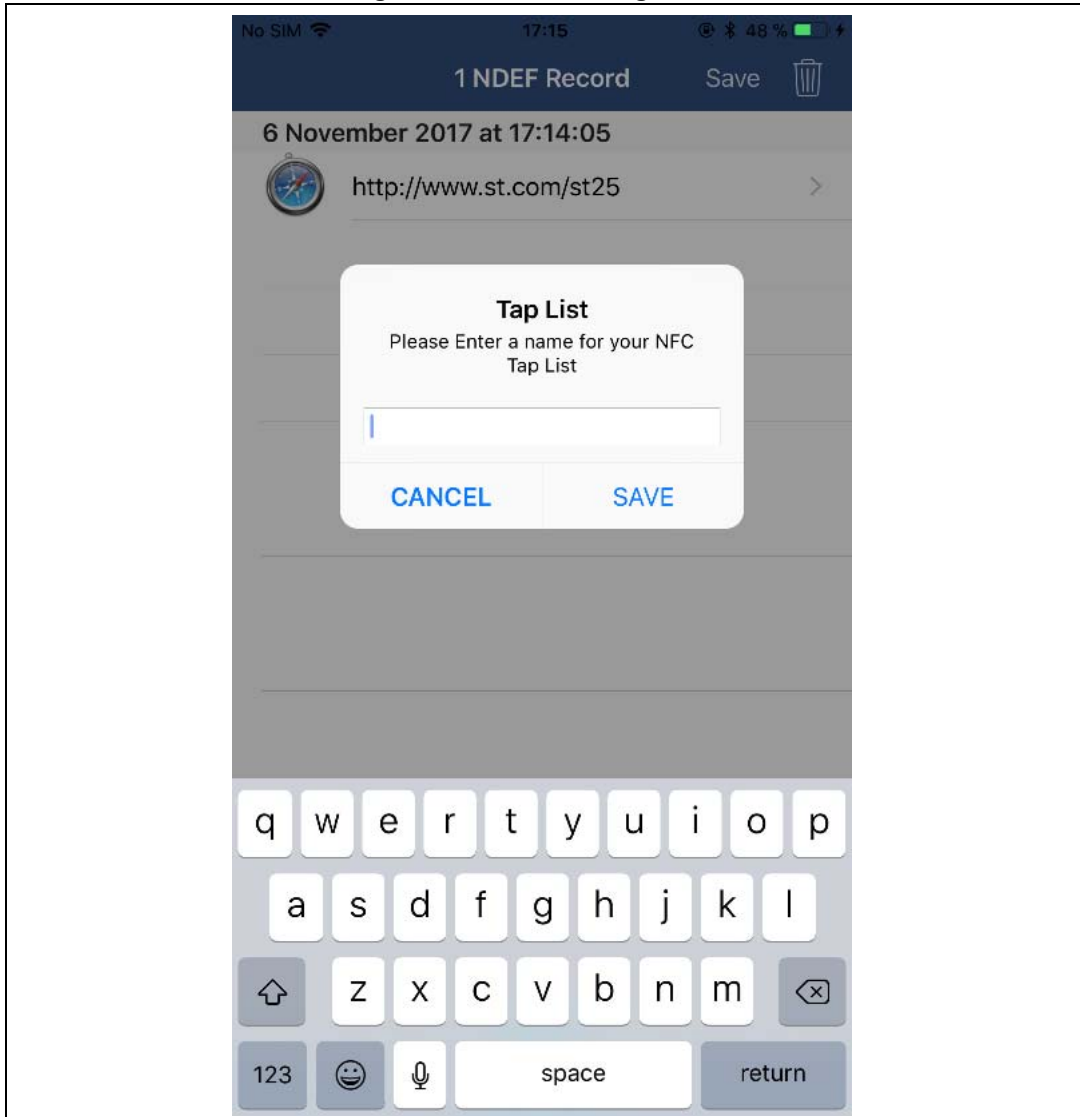 No SIM 17:15 48 %
1 NDEF Record Save
6 November 2017 at 17:14:05
http://www.st.com/st25
Tap List
Please Enter a name for your NFC
Tap List
CANCEL SAVE
q w e r t y u i o p
a s d f g h j k l
z x c v b n m
123 space return